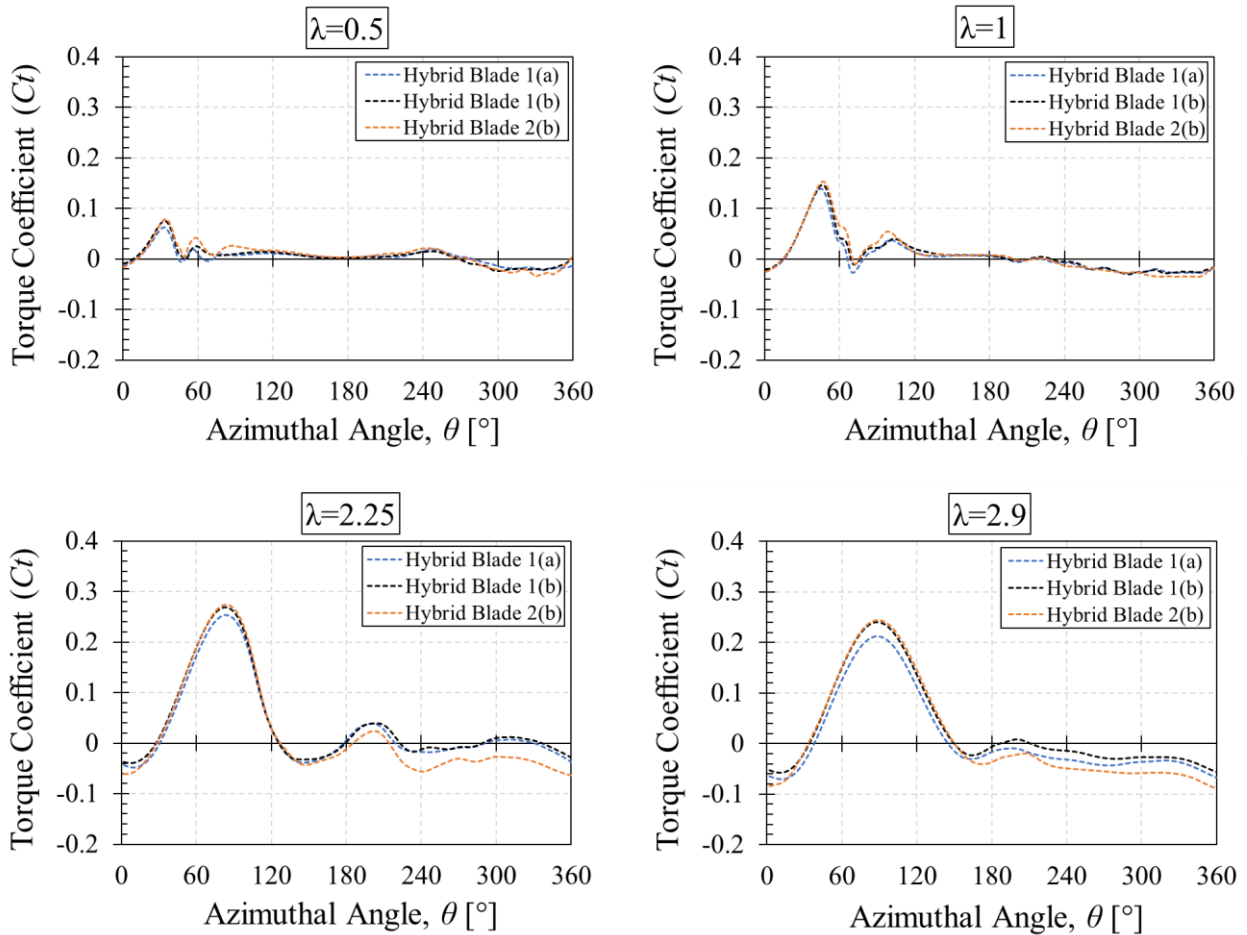 λ=0.5
Torque Coefficient (Ct)
0.4
0.3
0.2
0.1
0
-0.1
-0.2
Hybrid Blade 1(a)
Hybrid Blade 1(b)
Hybrid Blade 2(b)
0 60 120 180 240 300 360
Azimuthal Angle, θ [°]
λ=1
Torque Coefficient (Ct)
0.4
0.3
0.2
0.1
0
-0.1
-0.2
Hybrid Blade 1(a)
Hybrid Blade 1(b)
Hybrid Blade 2(b)
0 60 120 180 240 300 360
Azimuthal Angle, θ [°]
λ=2.25
Torque Coefficient (Ct)
0.4
0.3
0.2
0.1
0
-0.1
-0.2
Hybrid Blade 1(a)
Hybrid Blade 1(b)
Hybrid Blade 2(b)
0 60 120 180 240 300 360
Azimuthal Angle, θ [°]
λ=2.9
Torque Coefficient (Ct)
0.4
0.3
0.2
0.1
0
-0.1
-0.2
Hybrid Blade 1(a)
Hybrid Blade 1(b)
Hybrid Blade 2(b)
0 60 120 180 240 300 360
Azimuthal Angle, θ [°]